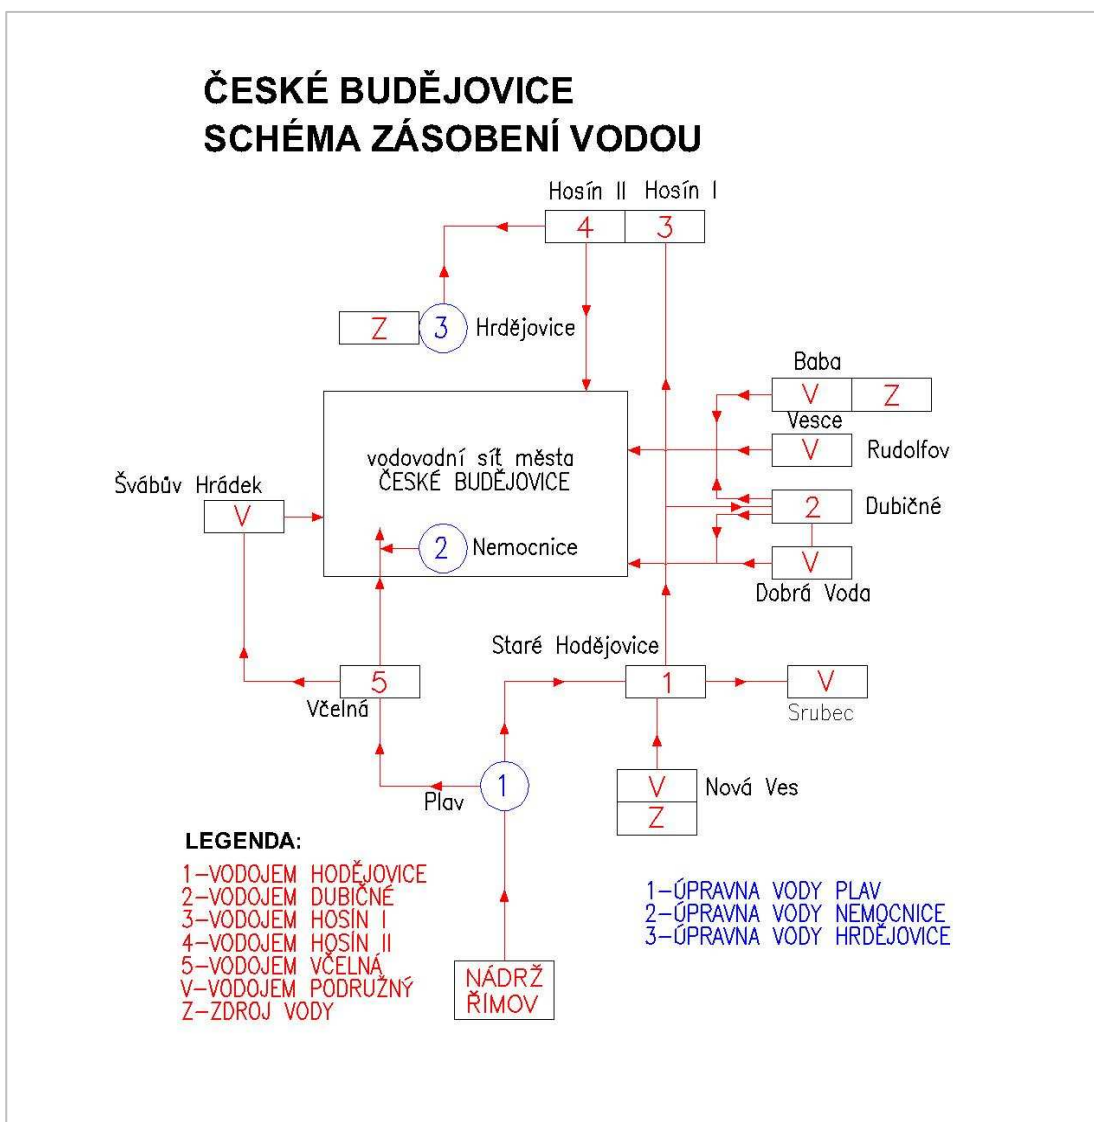 ČESKÉ BUDĚJOVICE
SCHÉMA ZÁSOBENÍ VODOU
Hosín II Hosín I
4 3
Z 3 Hrdějovice
Baba
V Z
Vesce
V Rudolfov
vodovodní síť města
ČESKÉ BUDĚJOVICE
Švábův Hrádek
V
2 Dubičné
2 Nemocnice
V
Dobrá Voda
Staré Hodějovice
5
Včelná
1
V
Srubec
1
Plav
V Nová Ves
Z
LEGENDA:
1-VODOJEM HODĚJOVICE
2-VODOJEM DUBIČNÉ
3-VODOJEM HOSÍN I
4-VODOJEM HOSÍN II
5-VODOJEM VČELNÁ
V-VODOJEM PODRUŽNÝ
Z-ZDROJ VODY
1-ÚPRAVNA VODY PLAV
2-ÚPRAVNA VODY NEMOCNICE
3-ÚPRAVNA VODY HRDĚJOVICE
NÁDRŽ
ŘÍMOV